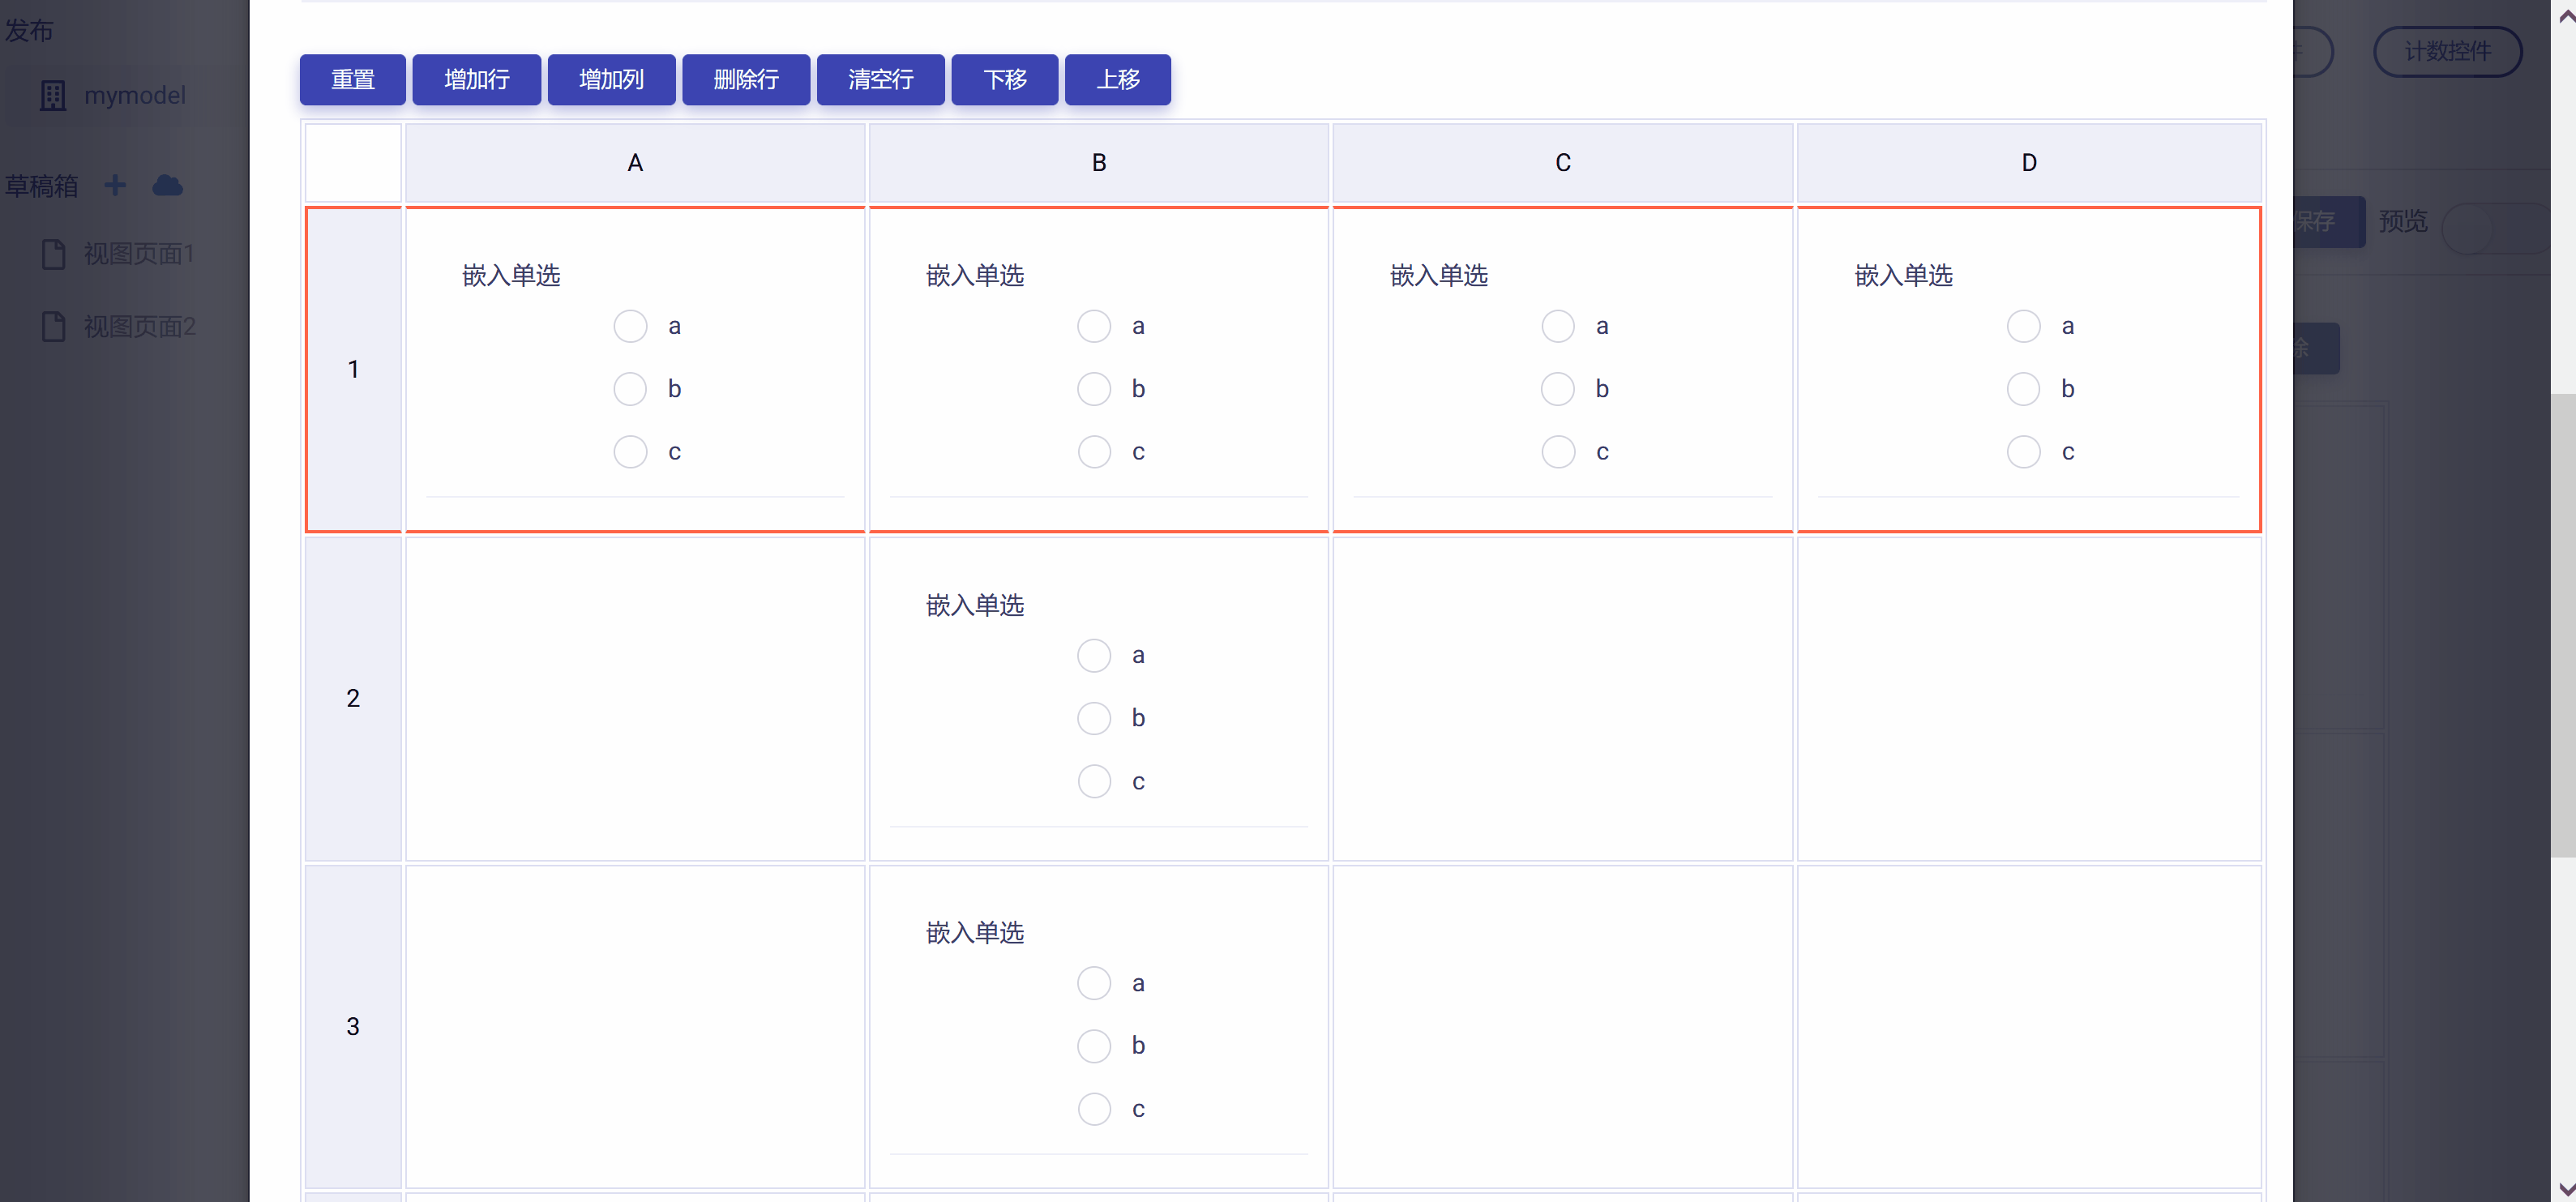 发布
mymodel
草稿箱
视图页面1
视图页面2
重置 增加行 增加列 删除行 清空行 下移 上移
计数控件
保存 预览
除
A B C D
1
嵌入单选 嵌入单选 嵌入单选 嵌入单选
a a a a
b b b b
c c c c
2
嵌入单选
a
b
c
3
嵌入单选
a
b
c